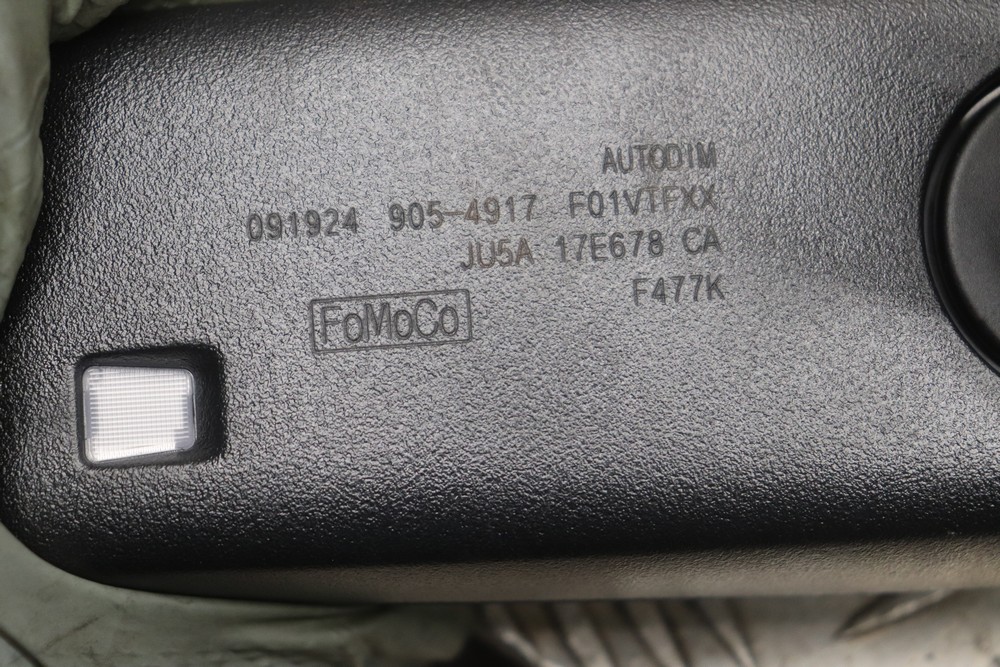 AUTODIM
091924 905-4917 F01VTFXX
JU5A 17E678 CA
F477K
FoMoCo